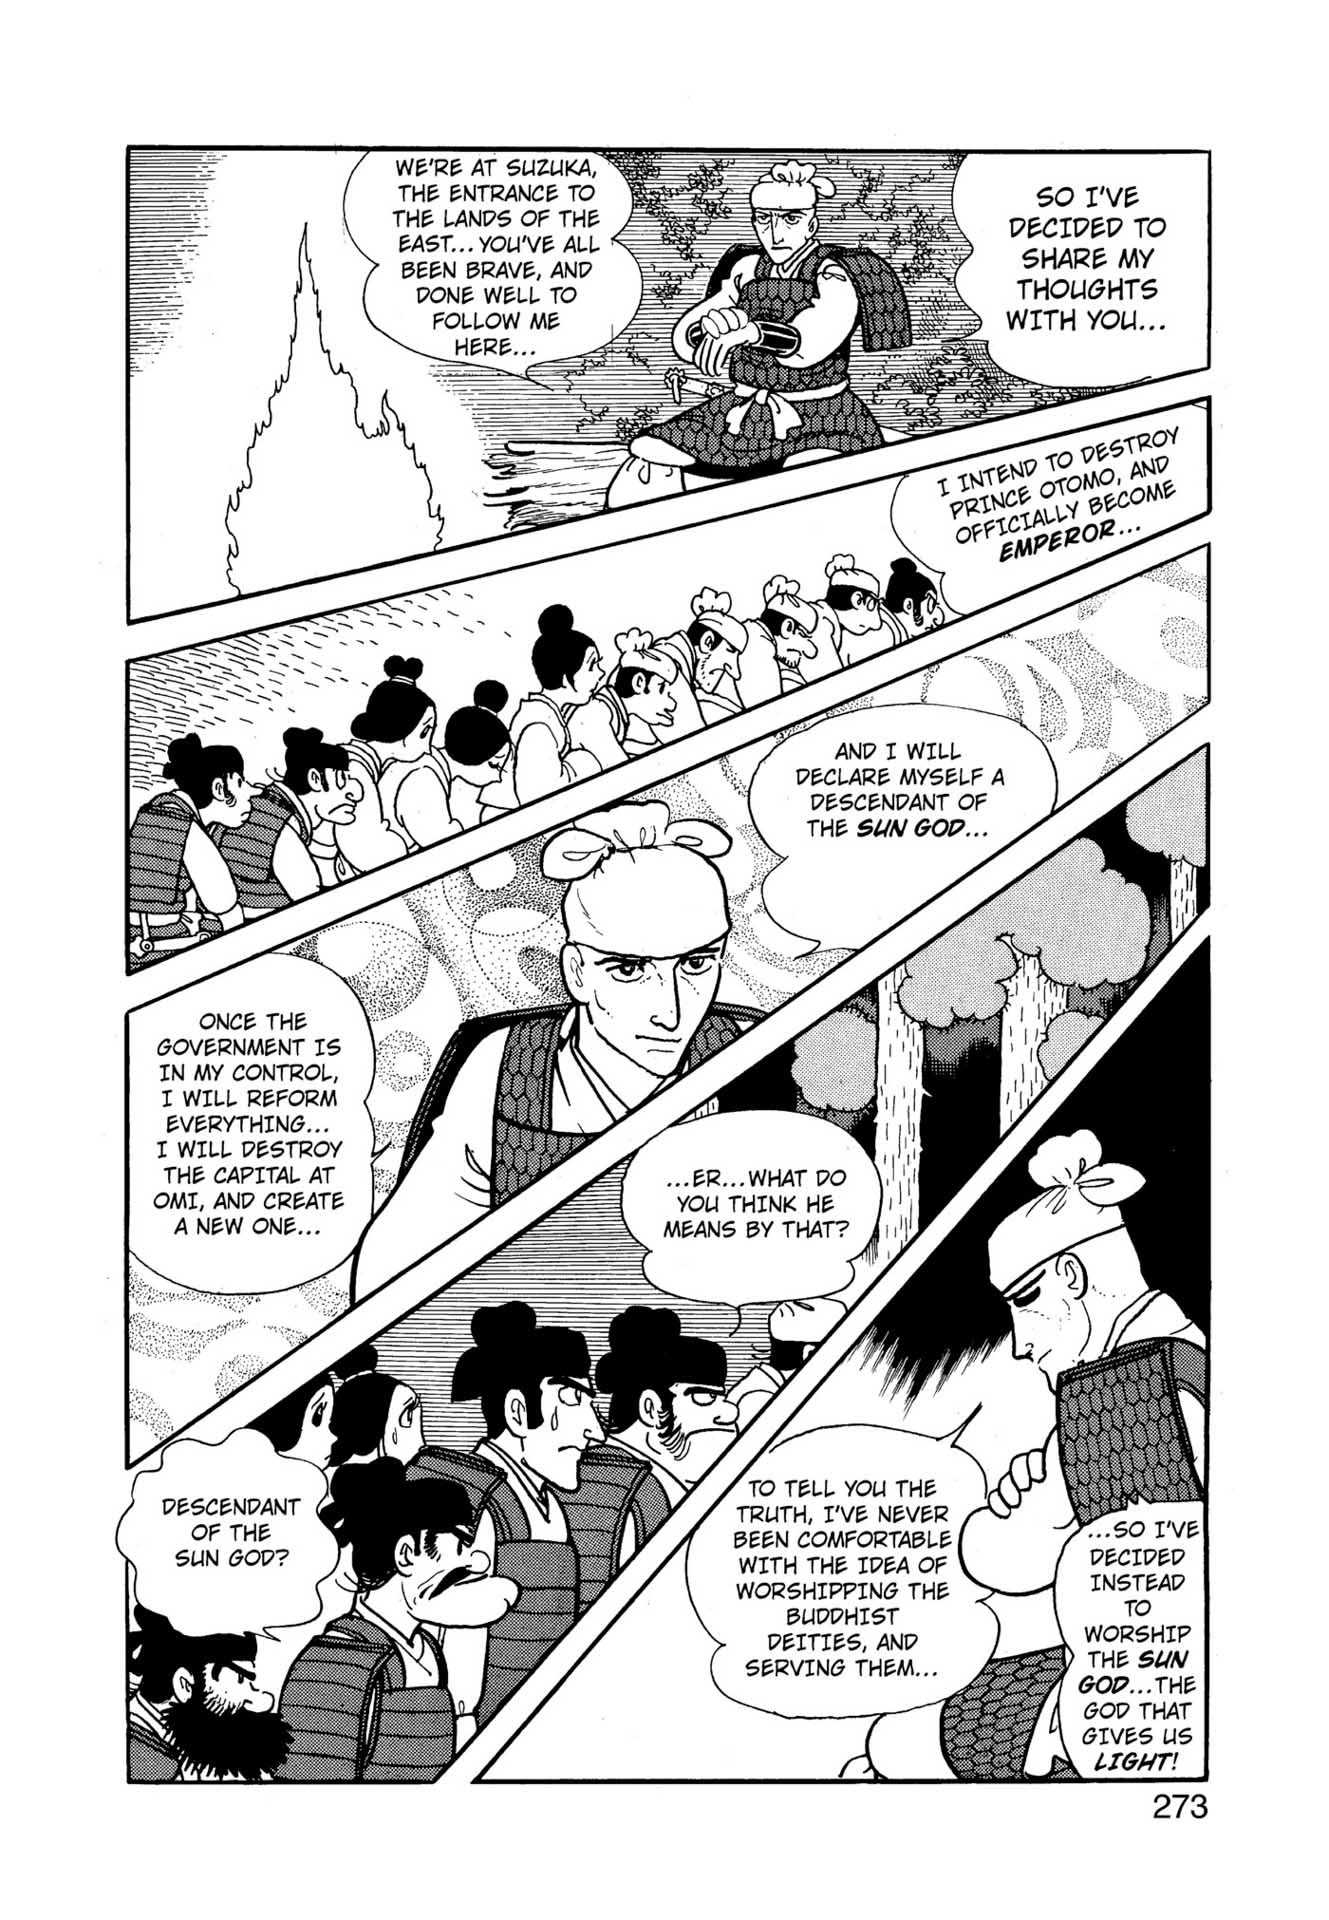 WE'RE AT SUZUKA,
THE ENTRANCE TO
THE LANDS OF THE
EAST...YOU'VE ALL
BEEN BRAVE, AND
DONE WELL TO
FOLLOW ME
HERE...
SO I'VE
DECIDED TO
SHARE MY
THOUGHTS
WITH YOU...
I INTEND TO DESTROY
PRINCE OTOMO, AND
OFFICIALLY BECOME
EMPEROR...
AND I WILL
DECLARE MYSELF A
DESCENDANT OF
THE SUN GOD...
ONCE THE
GOVERNMENT IS
IN MY CONTROL,
I WILL REFORM
EVERYTHING...
I WILL DESTROY
THE CAPITAL AT
OMI, AND CREATE
A NEW ONE...
...ER...WHAT DO
YOU THINK HE
MEANS BY THAT?
DESCENDANT
OF THE
SUN GOD?
TO TELL YOU THE
TRUTH, I'VE NEVER
BEEN COMFORTABLE
WITH THE IDEA OF
WORSHIPPING THE
BUDDHIST
DEITIES, AND
SERVING THEM...
...SO I'VE
DECIDED
INSTEAD
TO
WORSHIP
THE SUN
GOD...THE
GOD THAT
GIVES US
LIGHT!
273